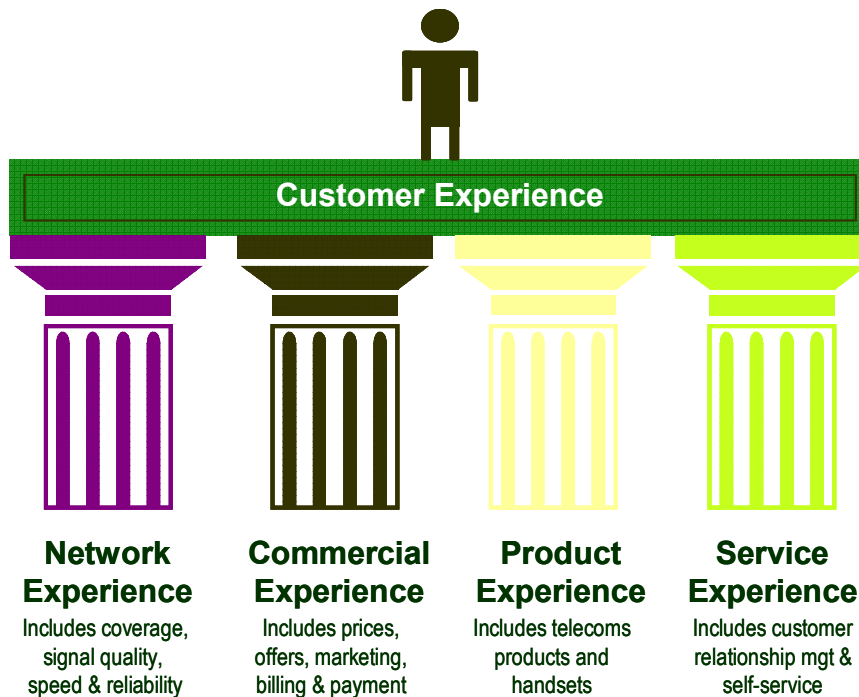 Customer Experience
Network
Experience
Includes coverage,
signal quality,
speed & reliability
Commercial
Experience
Includes prices,
offers, marketing,
billing & payment
Product
Experience
Includes telecoms
products and
handsets
Service
Experience
Includes customer
relationship mgt &
self-service